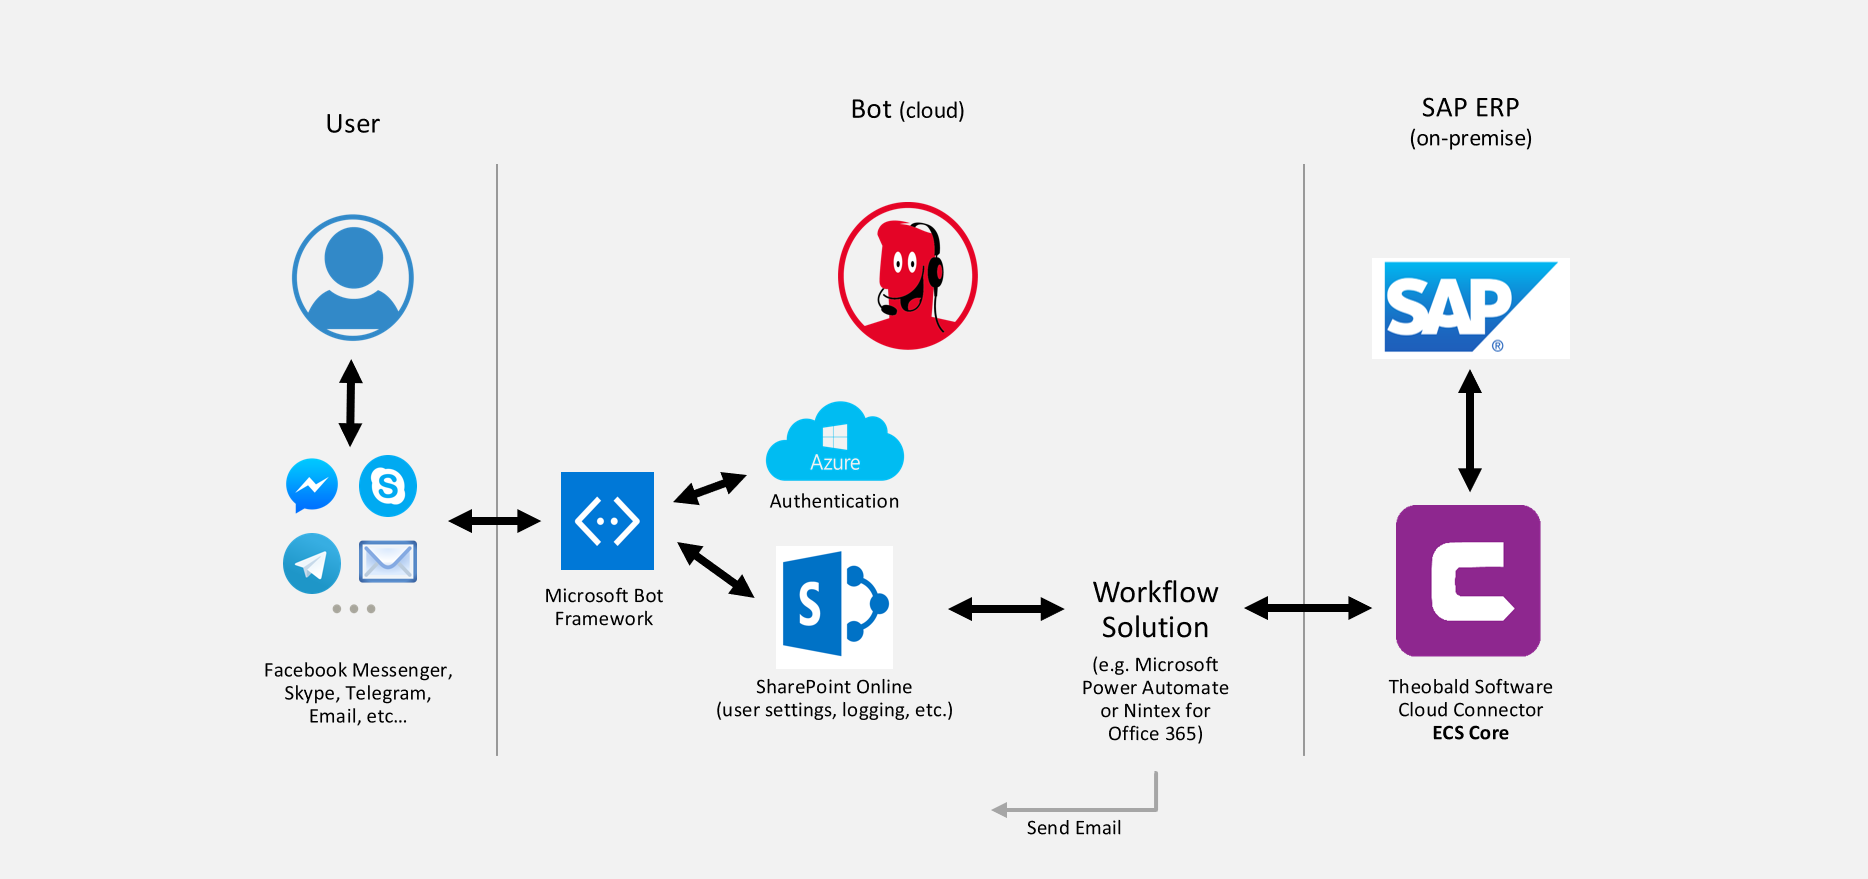 User
Bot (cloud)
SAP ERP
(on-premise)
SAP
®
Azure
Authentication
S
Microsoft Bot
Framework
S
Workflow
Solution
(e.g. Microsoft
Power Automate
or Nintex for
Office 365)
Facebook Messenger,
Skype, Telegram,
Email, etc...
SharePoint Online
(user settings, logging, etc.)
Theobald Software
Cloud Connector
ECS Core
Send Email